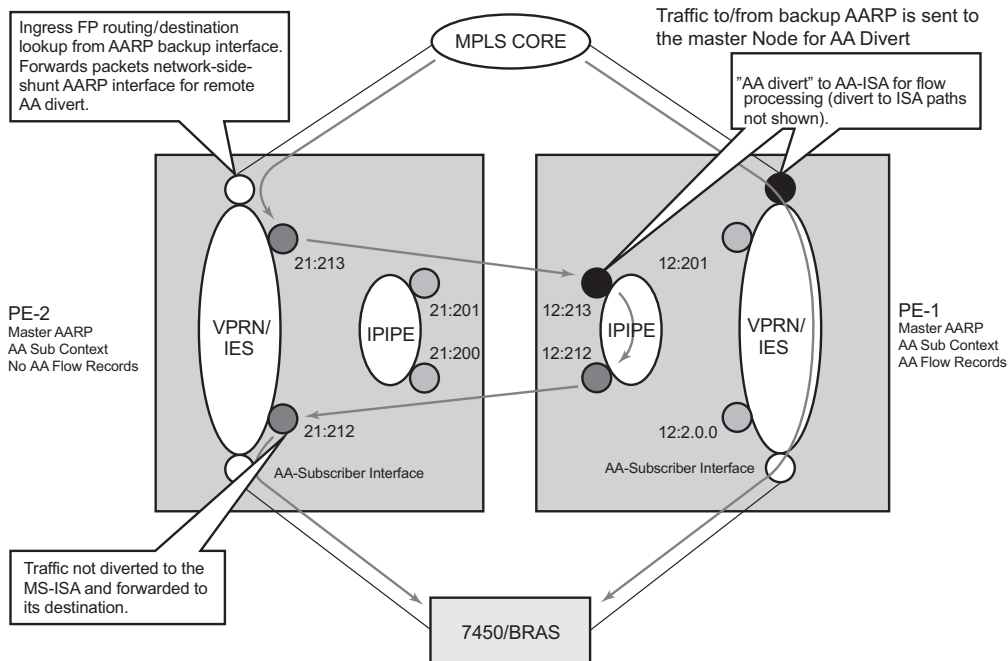 Ingress FP routing/destination
lookup from AARP backup interface.
Forwards packets network-side-
shunt AARP interface for remote
AA divert.
MPLS CORE
Traffic to/from backup AARP is sent to
the master Node for AA Divert
"AA divert" to AA-ISA for flow
processing (divert to ISA paths
not shown).
21:213
12:201
21:201
12:213
PE-2
Master AARP
AA Sub Context
No AA Flow Records
VPRN/
IES
IPIPE
IPIPE
VPRN/
IES
PE-1
Master AARP
AA Sub Context
AA Flow Records
21:200
12:212
21:212
12:2.0.0
AA-Subscriber Interface
AA-Subscriber Interface
Traffic not diverted to the
MS-ISA and forwarded to
its destination.
7450/BRAS